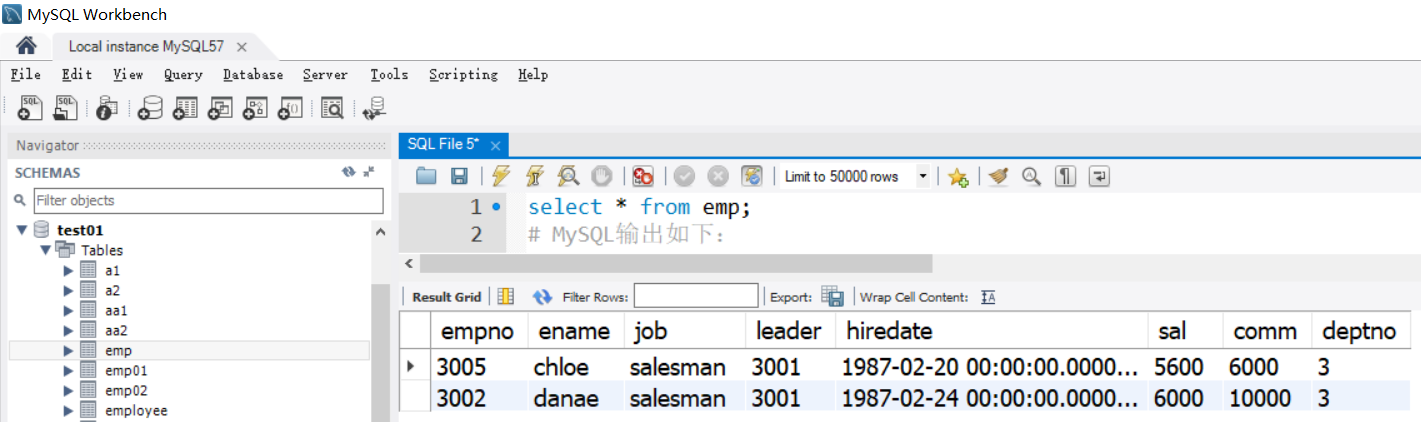 MySQL Workbench
Local instance MySQL57
File Edit View Query Database Server Tools Scripting Help
Navigator
SCHEMAS
Filter objects
test01
Tables
a1
a2
aa1
aa2
emp
emp01
emp02
employee
SQL File 5*
Limit to 50000 rows
1 select * from emp;
2 # MySQL输出如下：
Result Grid Filter Rows: Export: Wrap Cell Content:
empno ename job leader hiredate sal comm deptno
3005 chloe salesman 3001 1987-02-20 00:00:00.0000... 5600 6000 3
3002 danae salesman 3001 1987-02-24 00:00:00.0000... 6000 10000 3